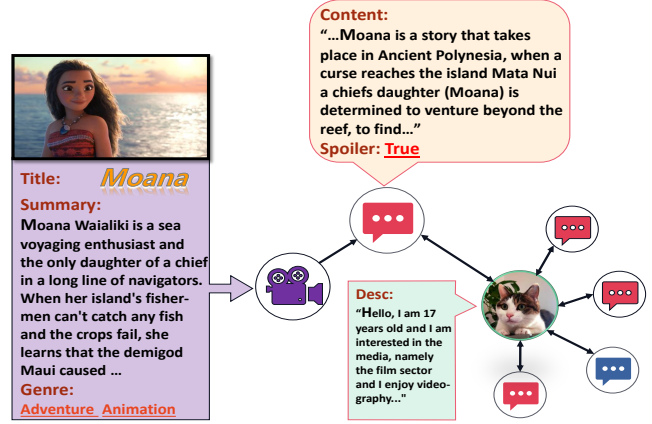 Content:
“...Moana is a story that takes
place in Ancient Polynesia, when a
curse reaches the island Mata Nui
a chiefs daughter (Moana) is
determined to venture beyond the
reef, to find...”
Spoiler: True
Title: Moana
Summary:
Moana Waialiki is a sea
voyaging enthusiast and
the only daughter of a chief
in a long line of navigators.
When her island's fisher-
men can't catch any fish
and the crops fail, she
learns that the demigod
Maui caused ...
Genre:
Adventure Animation
Desc:
“Hello, I am 17
years old and I am
interested in the
media, namely
the film sector
and I enjoy video-
graphy..."